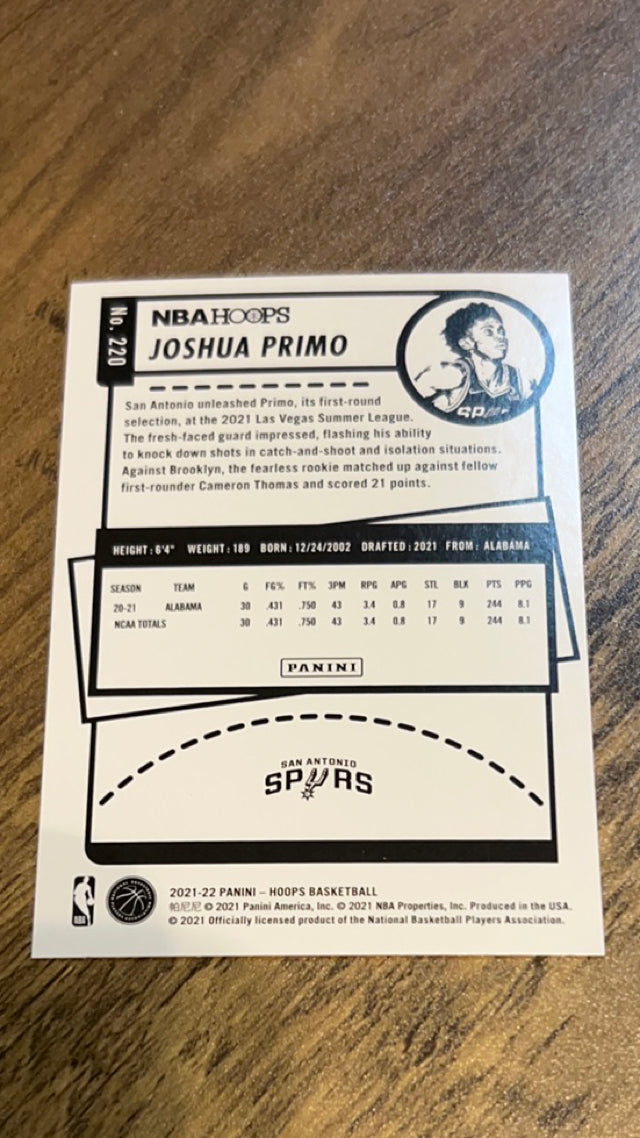 No. 220
NBA HOOPS
JOSHUA PRIMO
SPU
San Antonio unleashed Primo, its first-round
selection, at the 2021 Las Vegas Summer League.
The fresh-faced guard impressed, flashing his ability
to knock down shots in catch-and-shoot and isolation situations.
Against Brooklyn, the fearless rookie matched up against fellow
first-rounder Cameron Thomas and scored 21 points.
HEIGHT: 6'4" WEIGHT: 189 BORN: 12/24/2002 DRAFTED: 2021 FROM: ALABAMA
SEASON TEAM G FG% FT% 3PM RPG APG STL BLK PTS PPG
20-21 ALABAMA 30 .431 .750 43 3.4 0.8 17 9 244 8.1
NCAA TOTALS 30 .431 .750 43 3.4 0.8 17 9 244 8.1
PANINI
SAN ANTONIO
SPURS
NBA
2021-22 PANINI – HOOPS BASKETBALL
帕尼尼 © 2021 Panini America, Inc. © 2021 NBA Properties, Inc. Produced in the USA.
© 2021 Officially licensed product of the National Basketball Players Association.